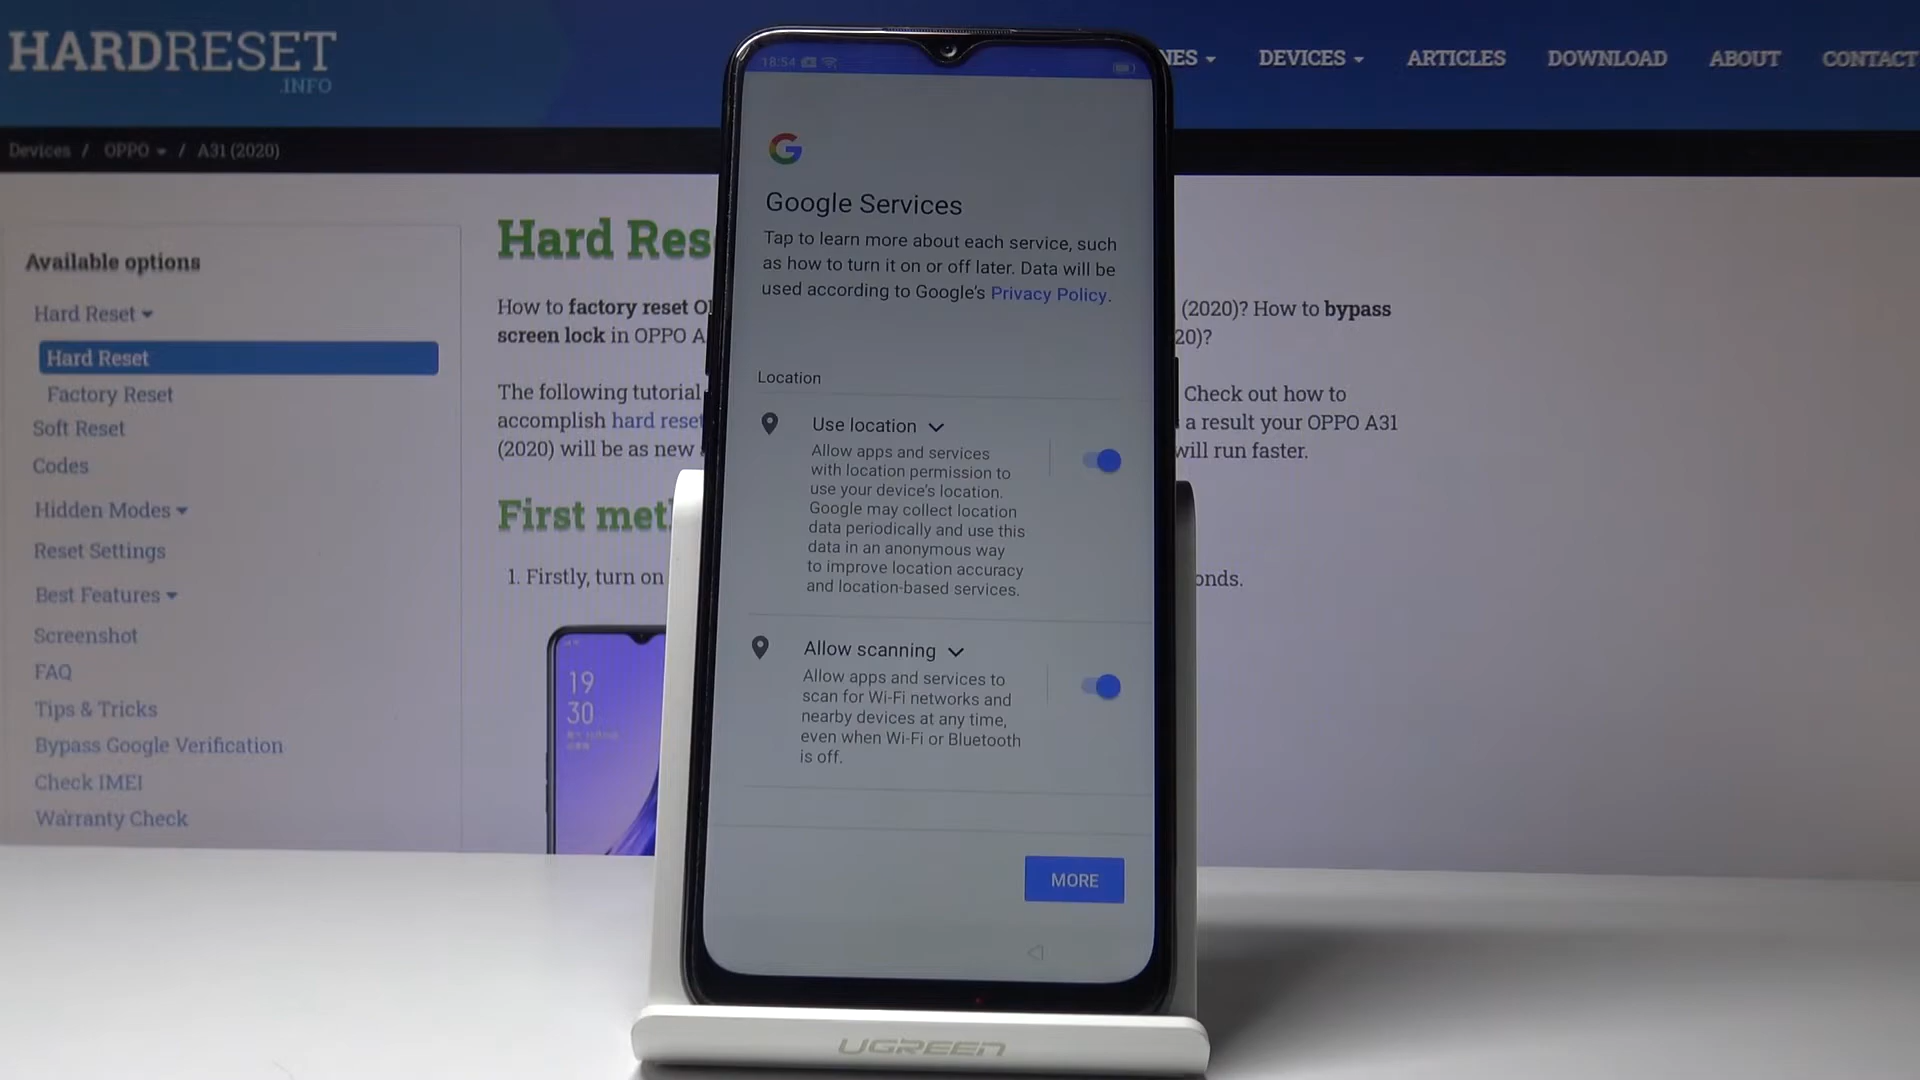 HARDRESET
.INFO
NES DEVICES ARTICLES DOWNLOAD ABOUT CONTACT
Devices / OPPO / A31 (2020)
Available options
Hard Reset
Hard Reset
Factory Reset
Soft Reset
Codes
Hidden Modes
Reset Settings
Best Features
Screenshot
FAQ
Tips & Tricks
Bypass Google Verification
Check IMEI
Warranty Check
Hard Res
How to factory reset O (2020)? How to bypass
screen lock in OPPO A 20)?
The following tutorial Check out how to
accomplish hard reset a result your OPPO A31
(2020) will be as new will run faster.
First met
1. Firstly, turn on onds.
19
30
18:54
Google Services
Tap to learn more about each service, such
as how to turn it on or off later. Data will be
used according to Google's Privacy Policy.
Location
Use location
Allow apps and services
with location permission to
use your device's location.
Google may collect location
data periodically and use this
data in an anonymous way
to improve location accuracy
and location-based services.
Allow scanning
Allow apps and services to
scan for Wi-Fi networks and
nearby devices at any time,
even when Wi-Fi or Bluetooth
is off.
MORE
UGREEN